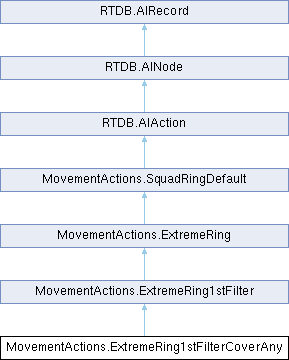 RTDB.AIRecord
RTDB.AINode
RTDB.AIAction
MovementActions.SquadRingDefault
MovementActions.ExtremeRing
MovementActions.ExtremeRing1stFilter
MovementActions.ExtremeRing1stFilterCoverAny